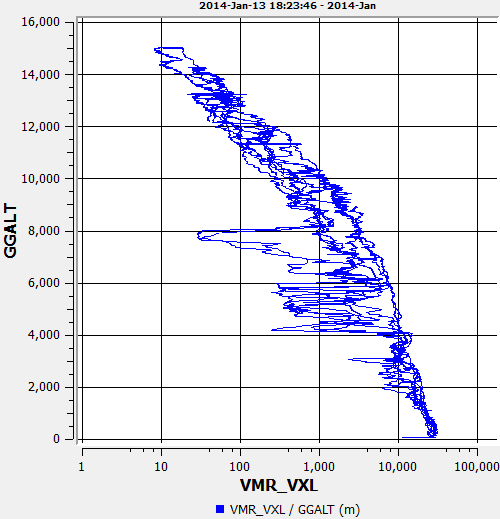 2014-Jan-13 18:23:46 - 2014-Jan
16,000
14,000
12,000
10,000
8,000
6,000
4,000
2,000
0
GGALT
1 10 100 1,000 10,000 100,000
VMR_VXL
VMR_VXL / GGALT (m)